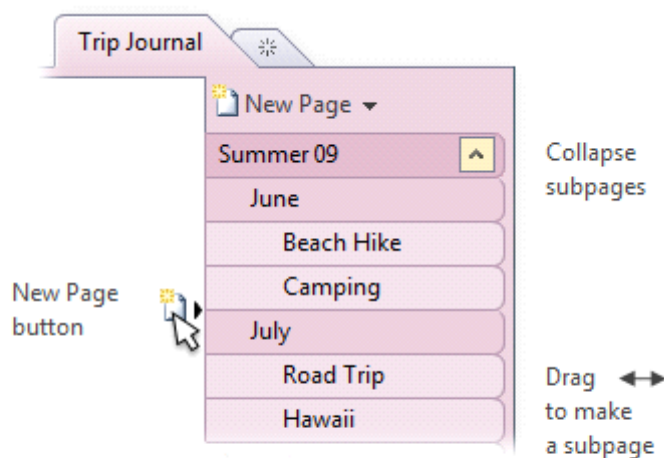 Trip Journal
New Page
Summer 09
Collapse
subpages
June
Beach Hike
Camping
New Page
button
July
Road Trip
Drag
to make
a subpage
Hawaii